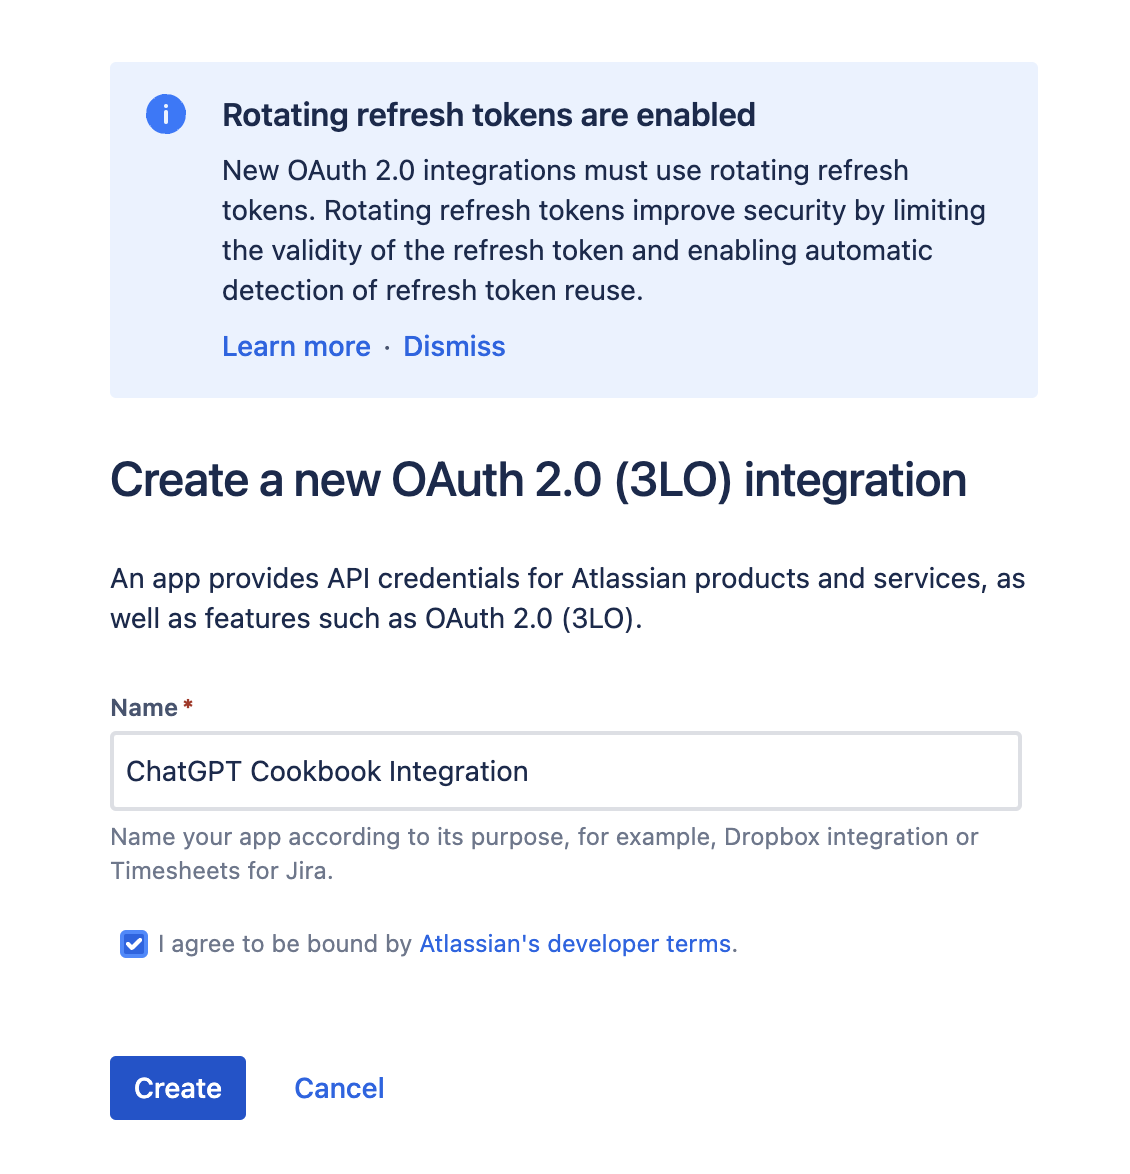 Rotating refresh tokens are enabled
New OAuth 2.0 integrations must use rotating refresh
tokens. Rotating refresh tokens improve security by limiting
the validity of the refresh token and enabling automatic
detection of refresh token reuse.
Learn more · Dismiss
Create a new OAuth 2.0 (3LO) integration
An app provides API credentials for Atlassian products and services, as
well as features such as OAuth 2.0 (3LO).
Name*
ChatGPT Cookbook Integration
Name your app according to its purpose, for example, Dropbox integration or
Timesheets for Jira.
I agree to be bound by Atlassian's developer terms.
Create Cancel